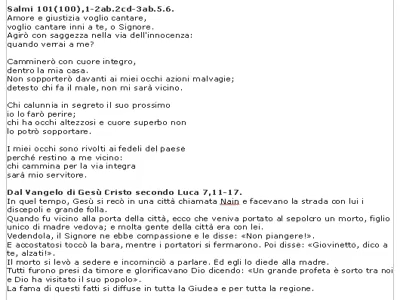 Salmi 101(100),1-2ab.2cd-3ab.5.6.
Amore e giustizia voglio cantare,
voglio cantare inni a te, o Signore.
Agirò con saggezza nella via dell'innocenza:
quando verrai a me?
Camminerò con cuore integro,
dentro la mia casa.
Non sopporterò davanti ai miei occhi azioni malvagie;
detesto chi fa il male, non mi sarà vicino.
Chi calunnia in segreto il suo prossimo
io lo farò perire;
chi ha occhi altezzosi e cuore superbo non
lo potrò sopportare.
I miei occhi sono rivolti ai fedeli del paese
perché restino a me vicino:
chi cammina per la via integra
sarà mio servitore.
Dal Vangelo di Gesù Cristo secondo Luca 7,11-17.
In quel tempo, Gesù si recò in una città chiamata Nain e facevano la strada con lui i
discepoli e grande folla.
Quando fu vicino alla porta della città, ecco che veniva portato al sepolcro un morto, figlio
unico di madre vedova; e molta gente della città era con lei.
Vedendola, il Signore ne ebbe compassione e le disse: «Non piangere!».
E accostatosi toccò la bara, mentre i portatori si fermarono. Poi disse: «Giovinetto, dico a
te, alzati!».
Il morto si levò a sedere e incominciò a parlare. Ed egli lo diede alla madre.
Tutti furono presi da timore e glorificavano Dio dicendo: «Un grande profeta è sorto tra noi
e Dio ha visitato il suo popolo».
La fama di questi fatti si diffuse in tutta la Giudea e per tutta la regione.